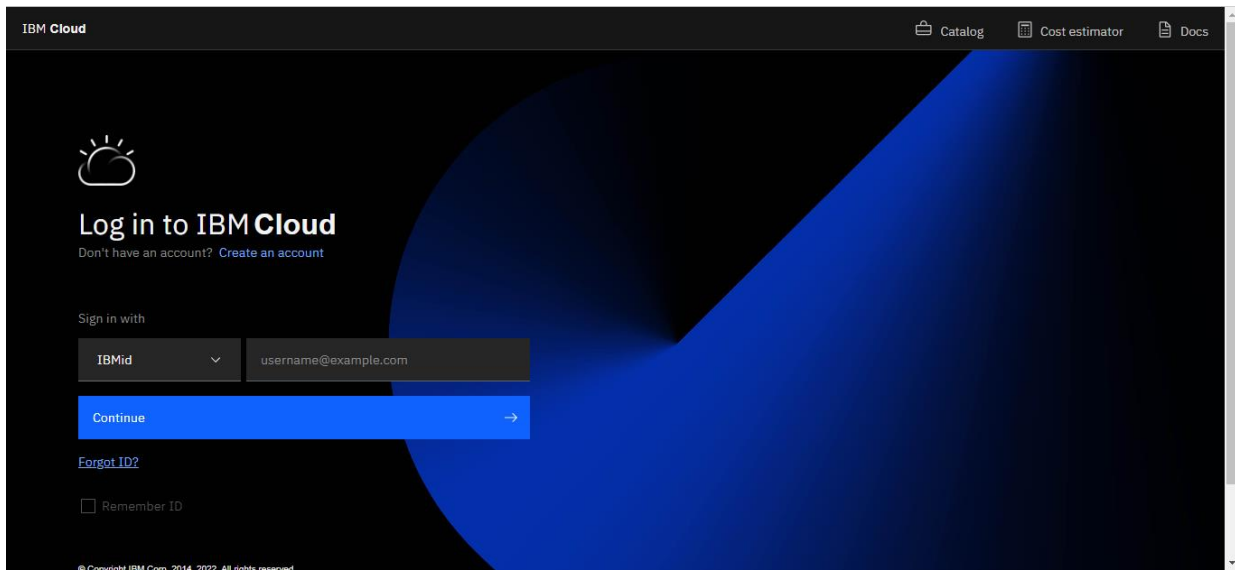 IBM Cloud
Catalog
Cost estimator
Docs
Log in to IBM Cloud
Don't have an account? Create an account
Sign in with
IBMid
username@example.com
Continue
Forgot ID?
Remember ID
© Copyright IBM Corp. 2014, 2022. All rights reserved.